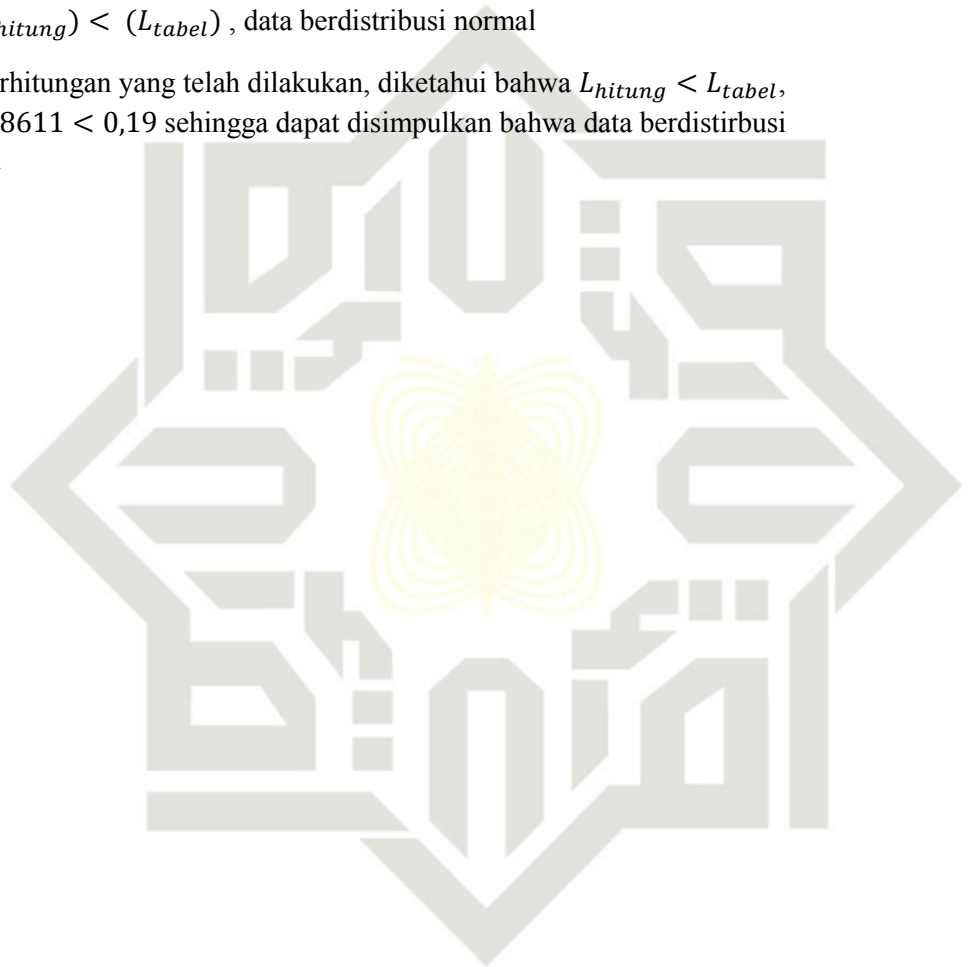 hitung) < (Ltabel) , data berdistribusi normal
rhitungan yang telah dilakukan, diketahui bahwa Lhitung < Ltabel,
8611 < 0,19 sehingga dapat disimpulkan bahwa data berdistirbusi